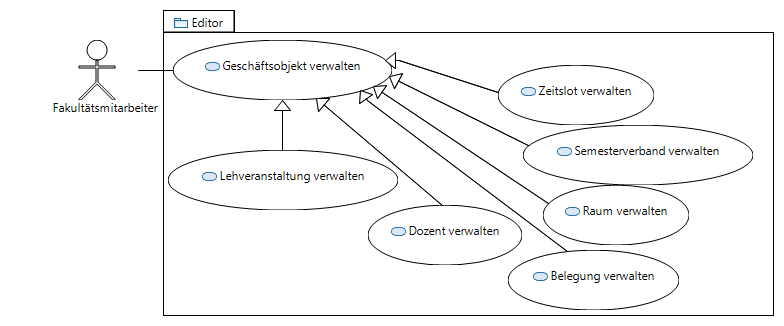 Editor
Geschäftsobjekt verwalten
Fakultätsmitarbeiter
Zeitslot verwalten
Semesterverband verwalten
Lehveranstaltung verwalten
Raum verwalten
Dozent verwalten
Belegung verwalten